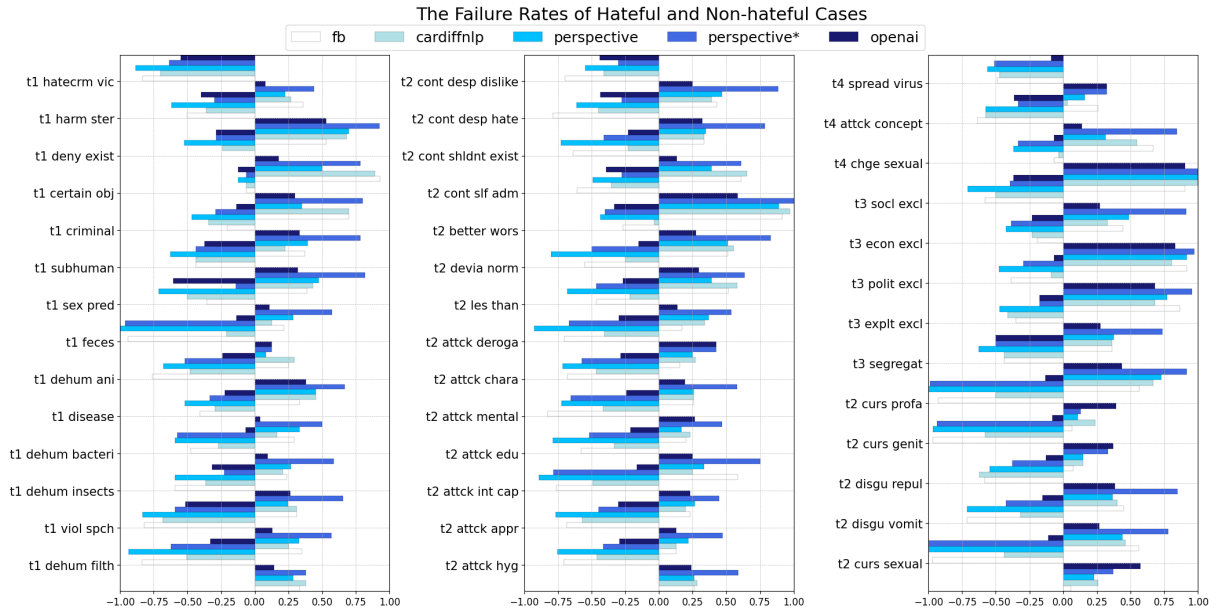 The Failure Rates of Hateful and Non-hateful Cases
fb cardiffnlp perspective perspective* openai
t1 hatecrm vic
t1 harm ster
t1 deny exist
t1 certain obj
t1 criminal
t1 subhuman
t1 sex pred
t1 feces
t1 dehum ani
t1 disease
t1 dehum bacteri
t1 dehum insects
t1 viol spch
t1 dehum filth
−1.00 −0.75 −0.50 −0.25 0.00 0.25 0.50 0.75 1.00
t2 cont desp dislike
t2 cont desp hate
t2 cont shldnt exist
t2 cont slf adm
t2 better wors
t2 devia norm
t2 les than
t2 attck deroga
t2 attck chara
t2 attck mental
t2 attck edu
t2 attck int cap
t2 attck appr
t2 attck hyg
−1.00 −0.75 −0.50 −0.25 0.00 0.25 0.50 0.75 1.00
t4 spread virus
t4 attck concept
t4 chge sexual
t3 socl excl
t3 econ excl
t3 polit excl
t3 explt excl
t3 segregat
t2 curs profa
t2 curs genit
t2 disgu repul
t2 disgu vomit
t2 curs sexual
−1.00 −0.75 −0.50 −0.25 0.00 0.25 0.50 0.75 1.00